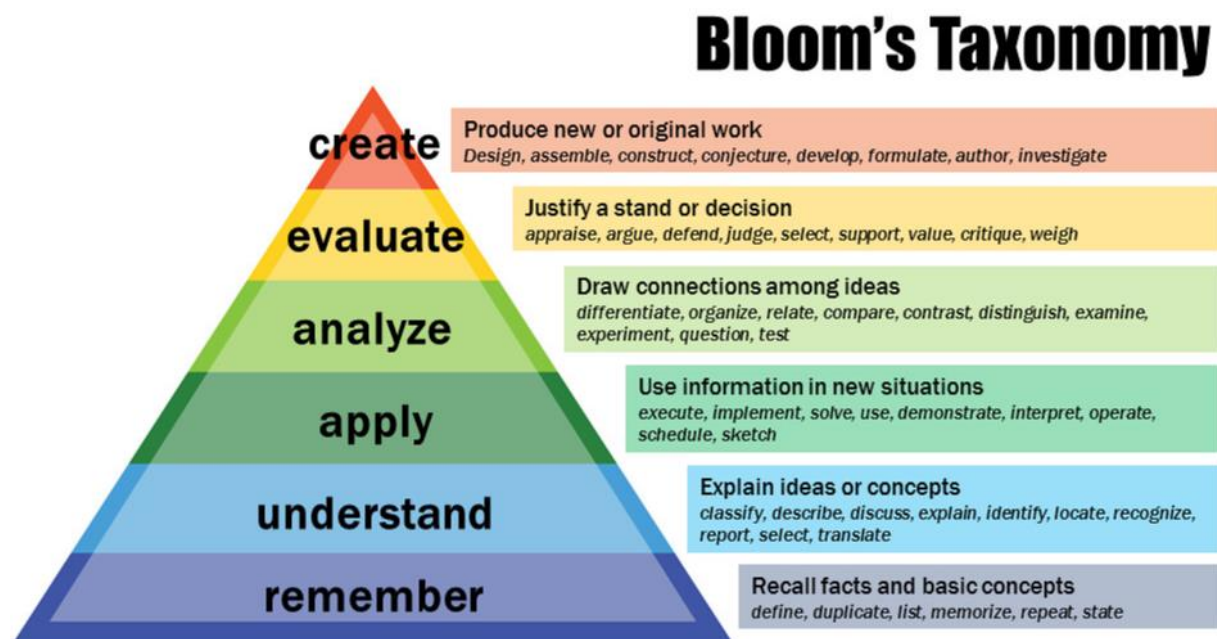 Bloom's Taxonomy
create
Produce new or original work
Design, assemble, construct, conjecture, develop, formulate, author, investigate
evaluate
Justify a stand or decision
appraise, argue, defend, judge, select, support, value, critique, weigh
analyze
Draw connections among ideas
differentiate, organize, relate, compare, contrast, distinguish, examine,
experiment, question, test
apply
Use information in new situations
execute, implement, solve, use, demonstrate, interpret, operate,
schedule, sketch
understand
Explain ideas or concepts
classify, describe, discuss, explain, identify, locate, recognize,
report, select, translate
remember
Recall facts and basic concepts
define, duplicate, list, memorize, repeat, state